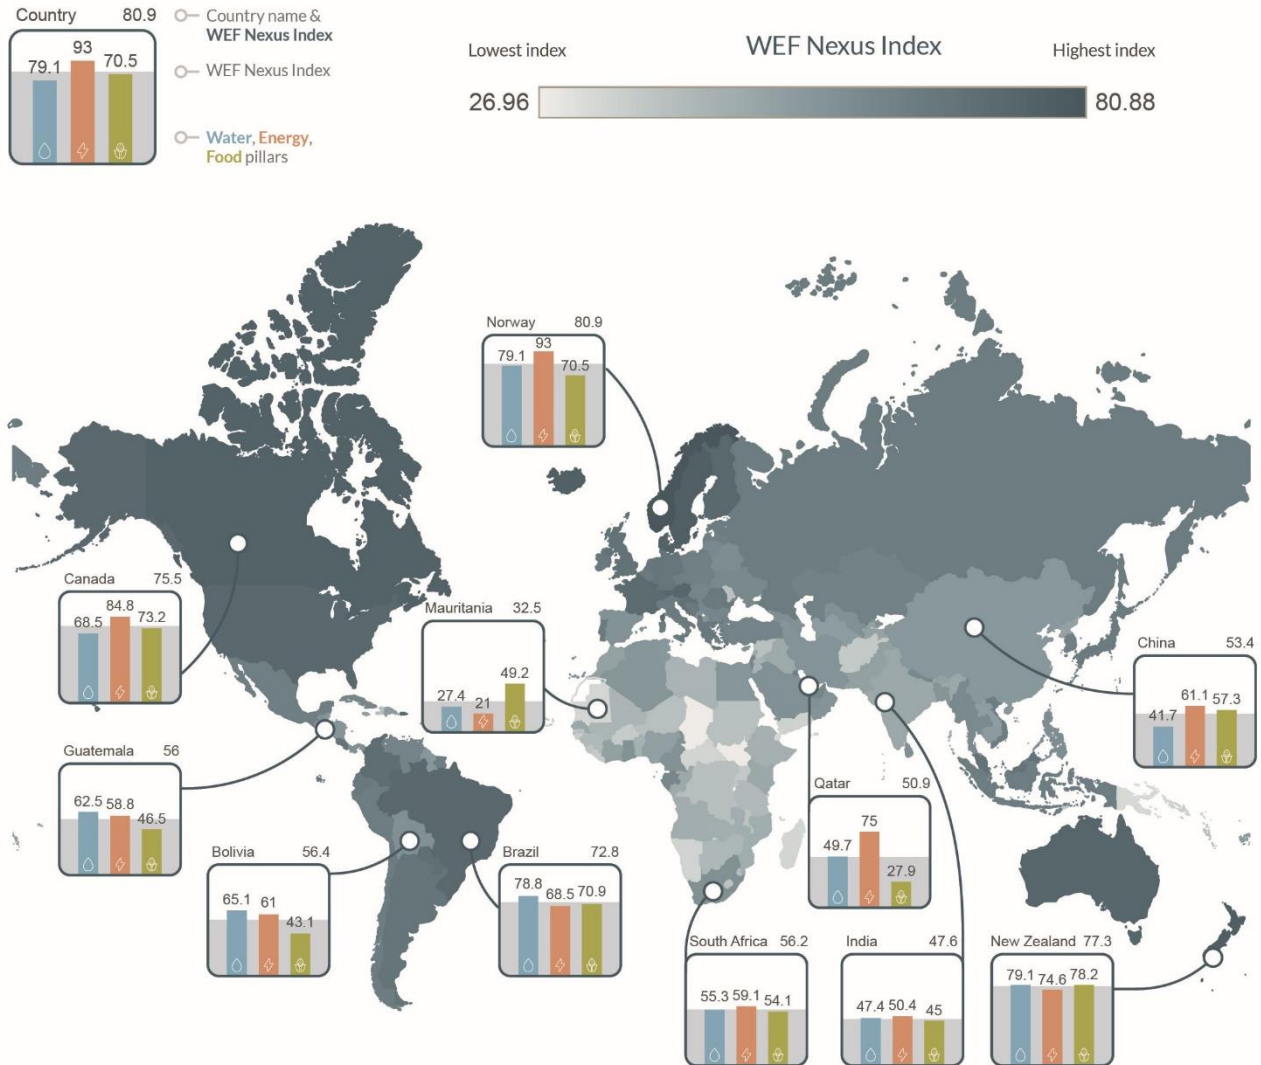 Country 80.9
79.1 93 70.5
Country name &
WEF Nexus Index
WEF Nexus Index
Water, Energy,
Food pillars
WEF Nexus Index
Lowest index
Highest index
26.96
80.88
Norway 80.9
79.1 93 70.5
Canada 75.5
68.5 84.8 73.2
Mauritania 32.5
27.4 21 49.2
China 53.4
41.7 61.1 57.3
Guatemala 56
62.5 58.8 46.5
Qatar 50.9
49.7 75 27.9
Bolivia 56.4
65.1 61 43.1
Brazil 72.8
78.8 68.5 70.9
South Africa 56.2
55.3 59.1 54.1
India 47.6
47.4 50.4 45
New Zealand 77.3
79.1 74.6 78.2